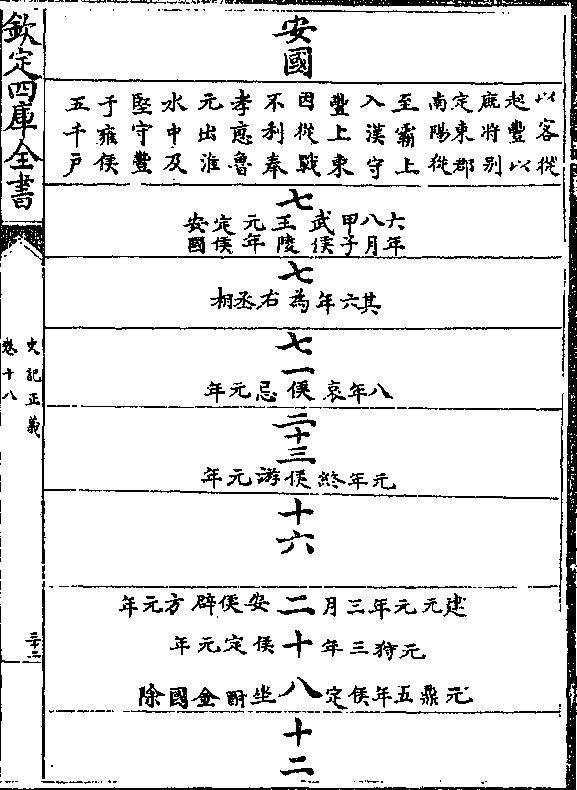 安國
以客從
起豐以
將別
定東郡
南陽從
至霸上
入漢守
豐上東
因從戰
不利奉
孝惠魯
元出淮
水中及
堅守豐
于雍侯
五千戶
七
六年
八月
甲子
武侯
王陵
元年
定侯
安國
七
其六年為右丞相
七
一
八年哀侯忌元年
二十三
元年終侯游元年
十六
二十八
建元元年三月安侯辟方元年
元狩三年侯定元年
元鼎五年侯定坐酎金國除
十二
欽定四庫全書
史記正義
卷十八
三十二